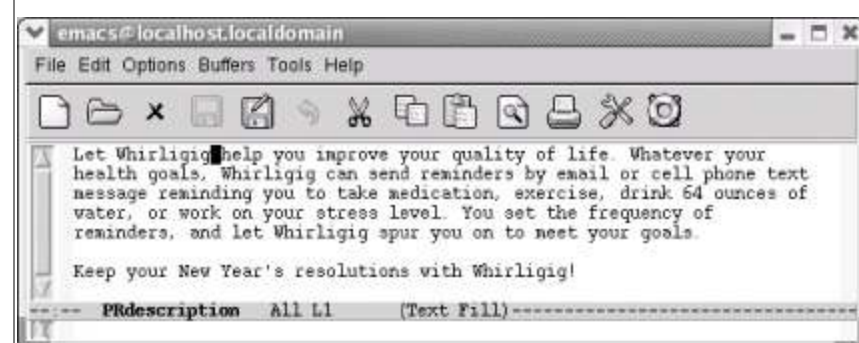 emacs@localhost.localdomain
File Edit Options Buffers Tools Help
Let Whirligig help you improve your quality of life. Whatever your
health goals, Whirligig can send reminders by email or cell phone text
message reminding you to take medication, exercise, drink 64 ounces of
water, or work on your stress level. You set the frequency of
reminders, and let Whirligig spur you on to meet your goals.
Keep your New Year's resolutions with Whirligig!
--:-- PRdescription All L1 (Text Fill)--------------------------------